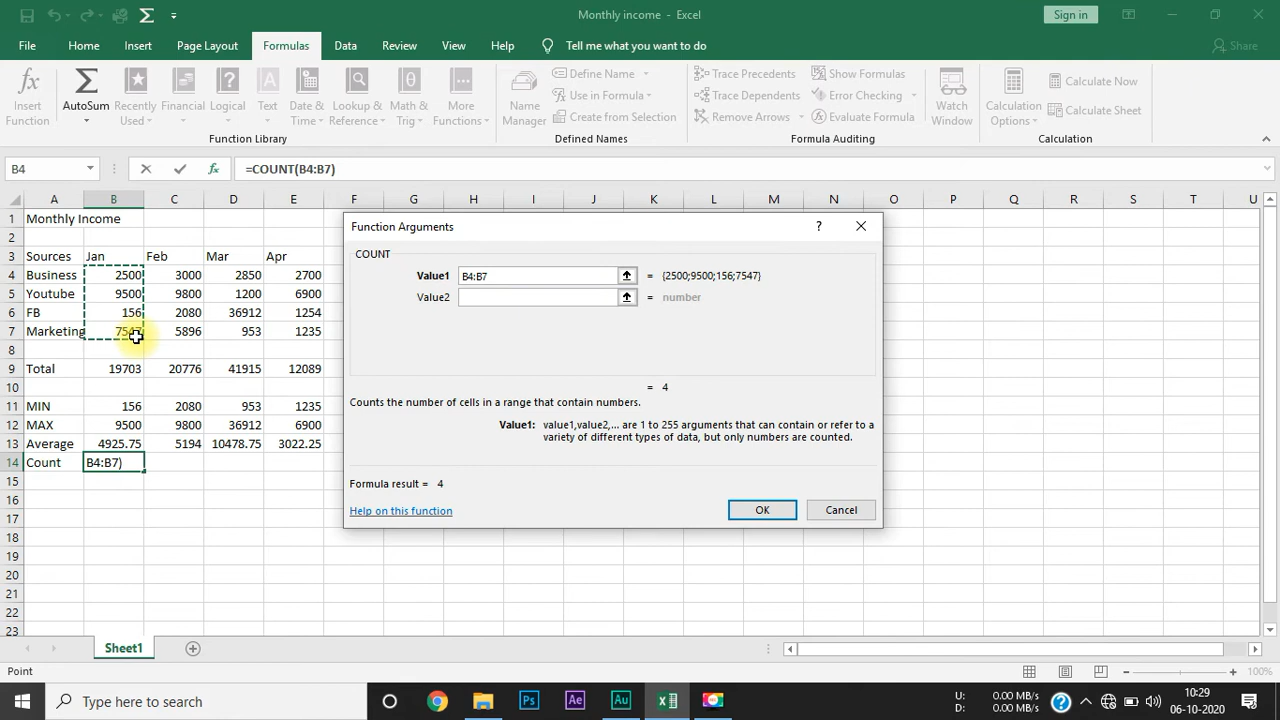 Monthly income - Excel
Sign in
File Home Insert Page Layout Formulas Data Review View Help Tell me what you want to do Share
Insert Function
AutoSum
Recently Used
Financial
Logical
Text
Date & Time
Lookup & Reference
Math & Trig
More Functions
Function Library
Name Manager
Define Name
Use in Formula
Create from Selection
Defined Names
Trace Precedents
Trace Dependents
Remove Arrows
Show Formulas
Error Checking
Evaluate Formula
Formula Auditing
Watch Window
Calculation Options
Calculate Now
Calculate Sheet
Calculation
B4 fx =COUNT(B4:B7)
A B C D E F G H I J K L M N O P Q R S T U
1 Monthly Income
2
3 Sources Jan Feb Mar Apr
4 Business 2500 3000 2850 2700
5 Youtube 9500 9800 1200 6900
6 FB 156 2080 36912 1254
7 Marketing 7547 5896 953 1235
8
9 Total 19703 20776 41915 12089
10
11 MIN 156 2080 953 1235
12 MAX 9500 9800 36912 6900
13 Average 4925.75 5194 10478.75 3022.25
14 Count B4:B7)
15
16
17
18
19
20
21
22
23
Function Arguments ?
COUNT
Value1 B4:B7 = {2500;9500;156;7547}
Value2 = number
= 4
Counts the number of cells in a range that contain numbers.
Value1: value1,value2,... are 1 to 255 arguments that can contain or refer to a
variety of different types of data, but only numbers are counted.
Formula result = 4
Help on this function
OK Cancel
Sheet1
Point
100%
Type here to search
Ps
Ae
Au
U: 0.00 MB/s
D: 0.00 MB/s
10:29
06-10-2020